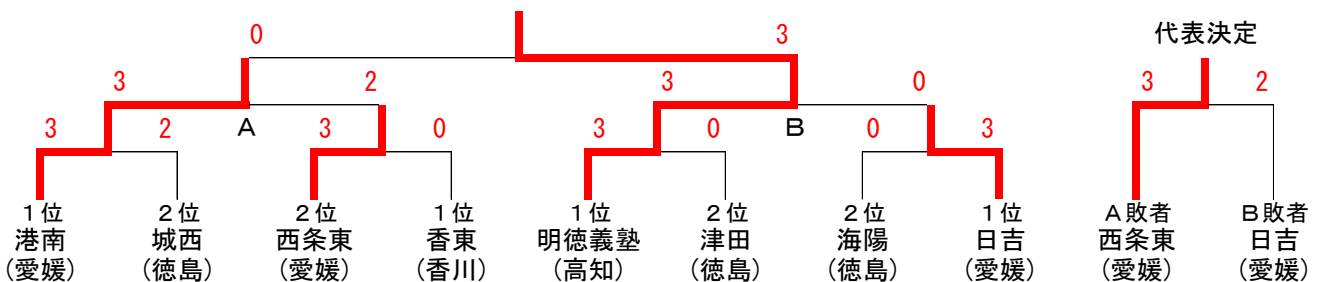 0 3 代表決定
3 2 3 0 3 2
A B
3 2 3 0 3 0 0 3
1位 2位 2位 1位 1位 2位 2位 1位 A敗者 B敗者
港南 城西 西条東 香東 明徳義塾 津田 海陽 日吉 西条東 日吉
(愛媛) (徳島) (愛媛) (香川) (高知) (徳島) (徳島) (愛媛) (愛媛) (愛媛)